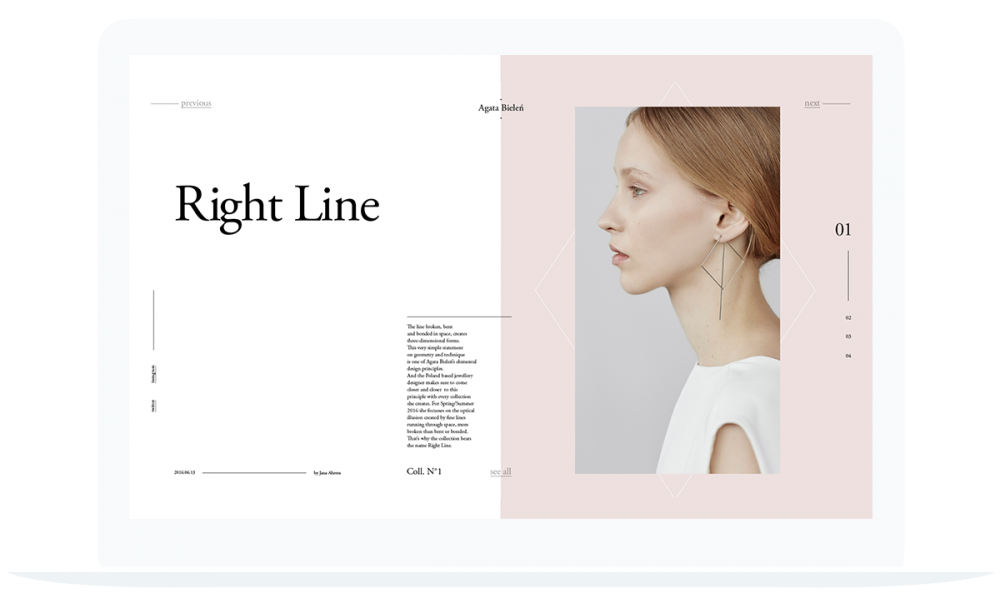 previous
Agata Bieleń
next
Right Line
01
02
03
04
The line broken, bent
and bonded in space, creates
three-dimensional forms.
This very simple statement
on geometry and technique
is one of Agata Bieleń's elemental
design principles.
And the Poland based jewellery
designer makes sure to come
closer and closer to this
principle with every collection
she creates. For Spring/Summer
2016 she focuses on the optical
illusion created by fine lines
running through space, more
broken than bent or bonded.
That's why the collection bears
the name Right Line.
2016.06.13
by Jana Ahrens
Coll. N°1
see all